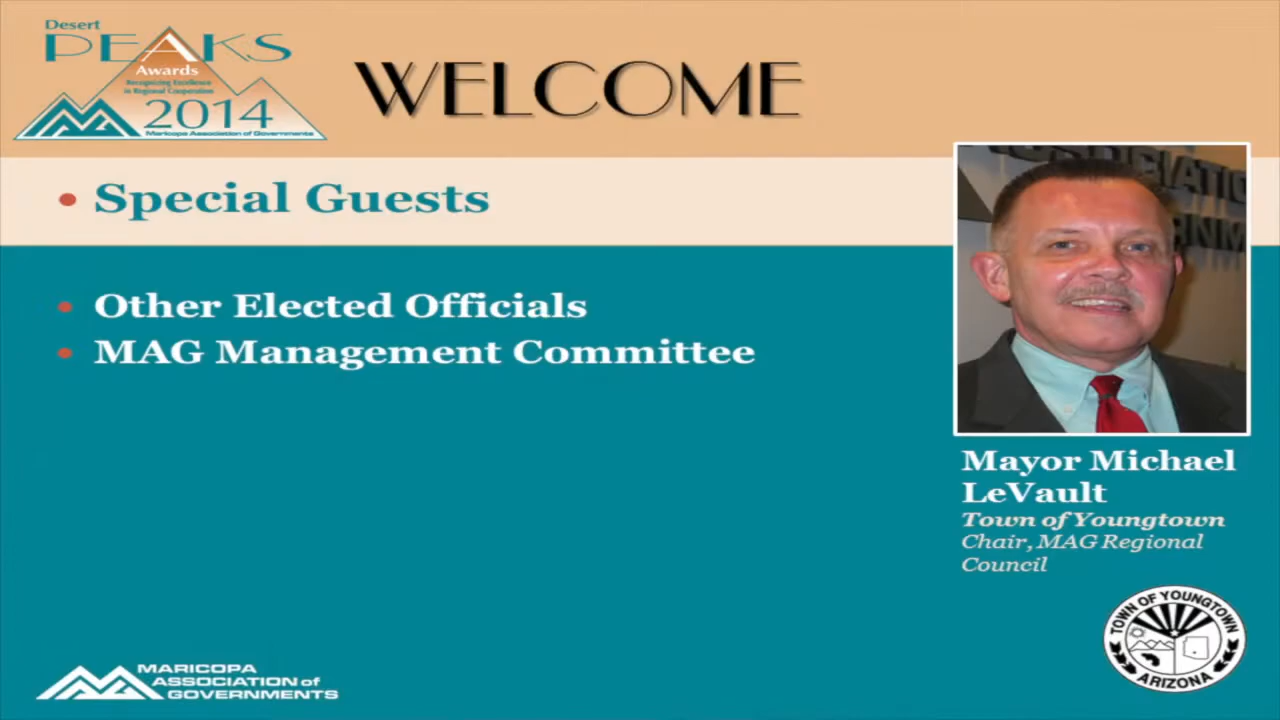 Desert
PEAKS
Awards
Recognizing Excellence
in Regional Cooperation
2014
Maricopa Association of Governments
WELCOME
• Special Guests
• Other Elected Officials
• MAG Management Committee
Mayor Michael
LeVault
Town of Youngtown
Chair, MAG Regional
Council
TOWN OF YOUNGTOWN
ARIZONA
MARICOPA
ASSOCIATION of
GOVERNMENTS